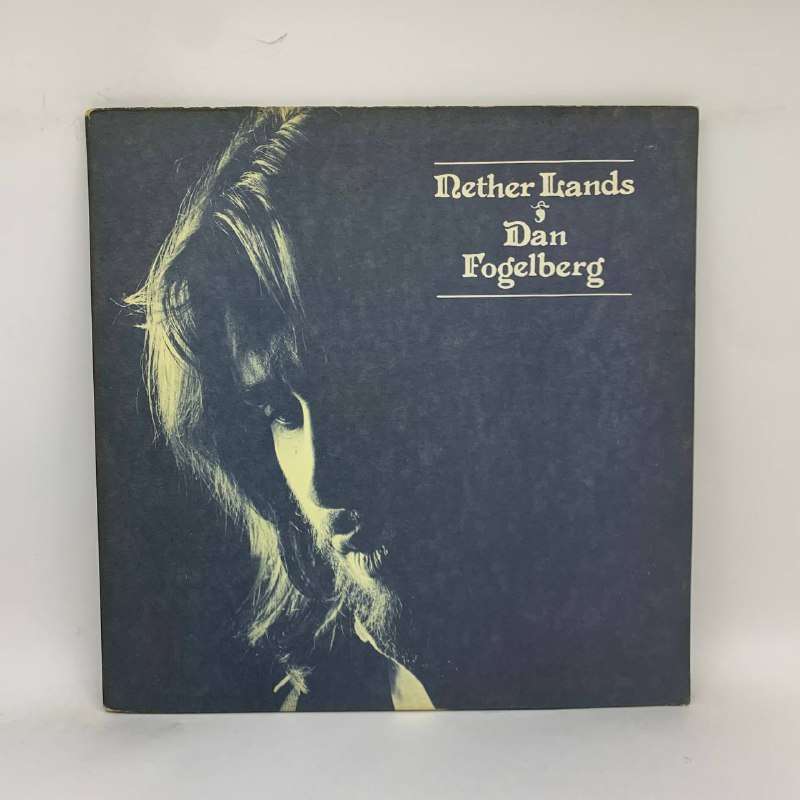 Nether Lands
Dan
Fogelberg